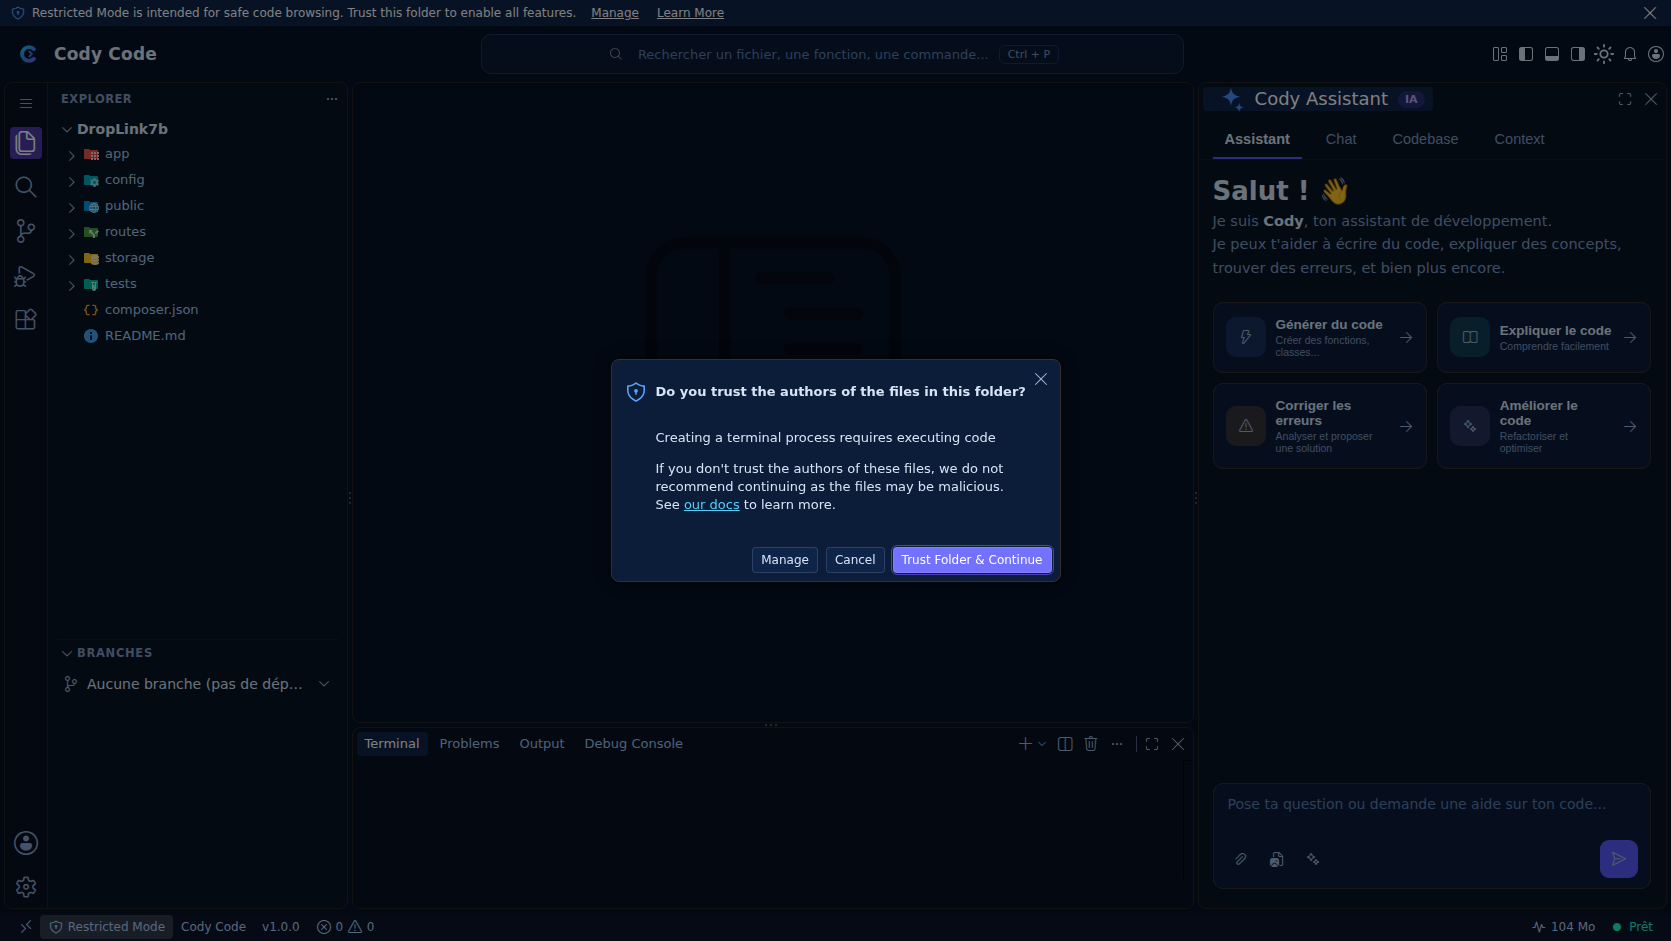 Restricted Mode is intended for safe code browsing. Trust this folder to enable all features. Manage Learn More
Cody Code
Rechercher un fichier, une fonction, une commande... Ctrl + P
EXPLORER
DropLink7b
app
config
public
routes
storage
tests
composer.json
README.md
BRANCHES
Aucune branche (pas de dép...
Do you trust the authors of the files in this folder?
Creating a terminal process requires executing code
If you don't trust the authors of these files, we do not
recommend continuing as the files may be malicious.
See our docs to learn more.
Manage Cancel Trust Folder & Continue
Terminal Problems Output Debug Console
Cody Assistant IA
Assistant Chat Codebase Context
Salut ! 👋
Je suis Cody, ton assistant de développement.
Je peux t'aider à écrire du code, expliquer des concepts,
trouver des erreurs, et bien plus encore.
Générer du code
Créer des fonctions,
classes...
Expliquer le code
Comprendre facilement
Corriger les
erreurs
Analyser et proposer
une solution
Améliorer le
code
Refactoriser et
optimiser
Pose ta question ou demande une aide sur ton code...
Restricted Mode Cody Code v1.0.0 0 0 104 Mo Prêt